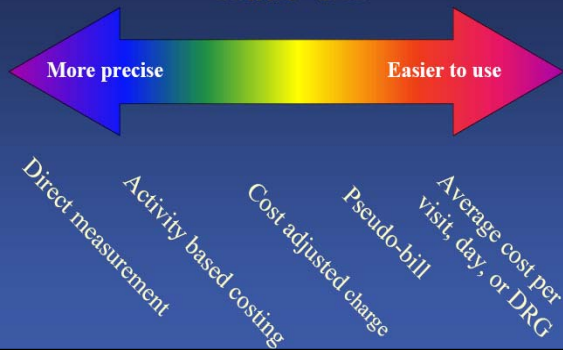 More precise
Easier to use
Direct measurement
Activity based costing
Cost adjusted charge
Pseudo-bill
Average cost per
visit, day, or DRG